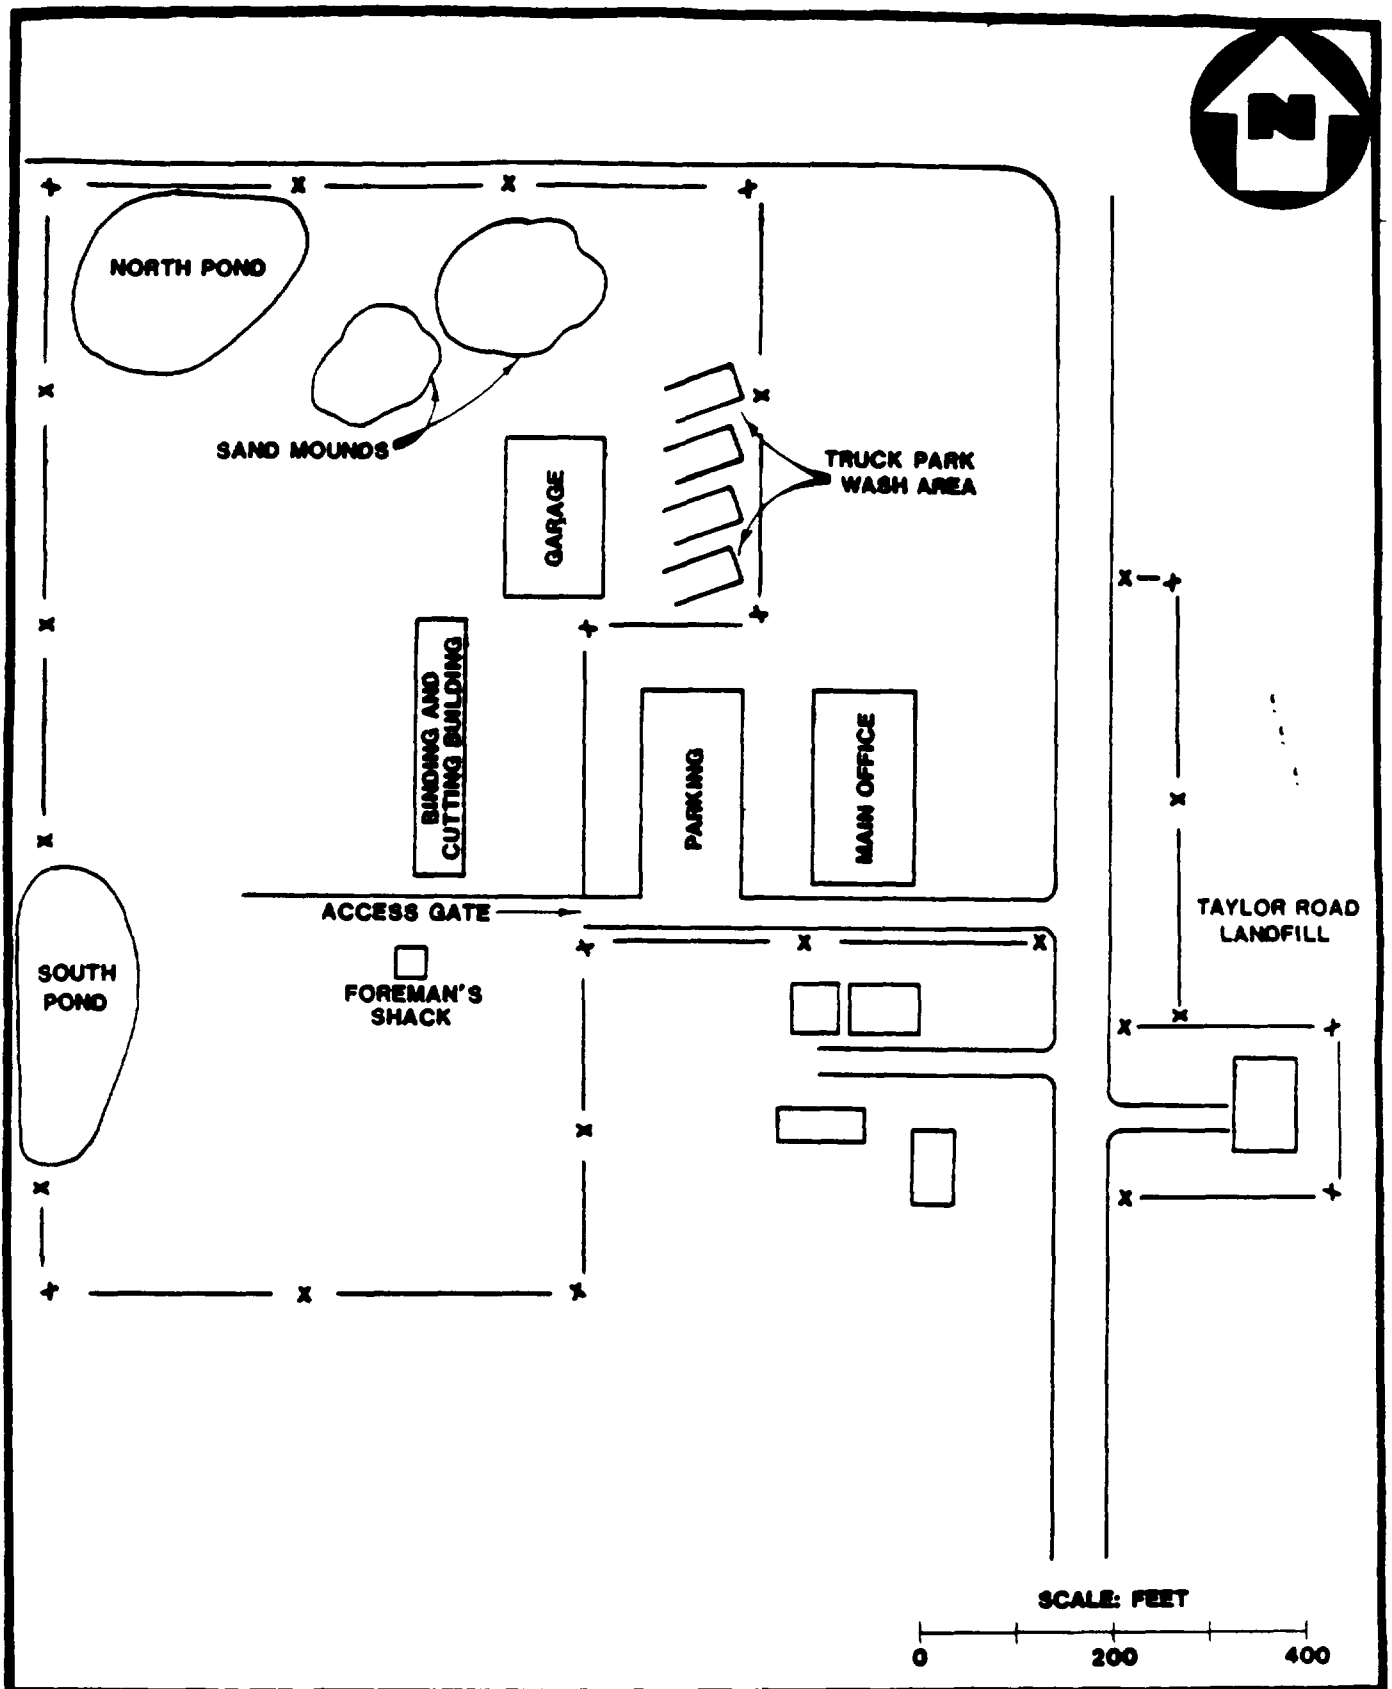 N
NORTH POND
SAND MOUNDS
TRUCK PARK
WASH AREA
GARAGE
BINDING AND
CUTTING BUILDING
PARKING
MAIN OFFICE
ACCESS GATE
TAYLOR ROAD
LANDFILL
SOUTH
POND
FOREMAN'S
SHACK
SCALE: FEET
0 200 400